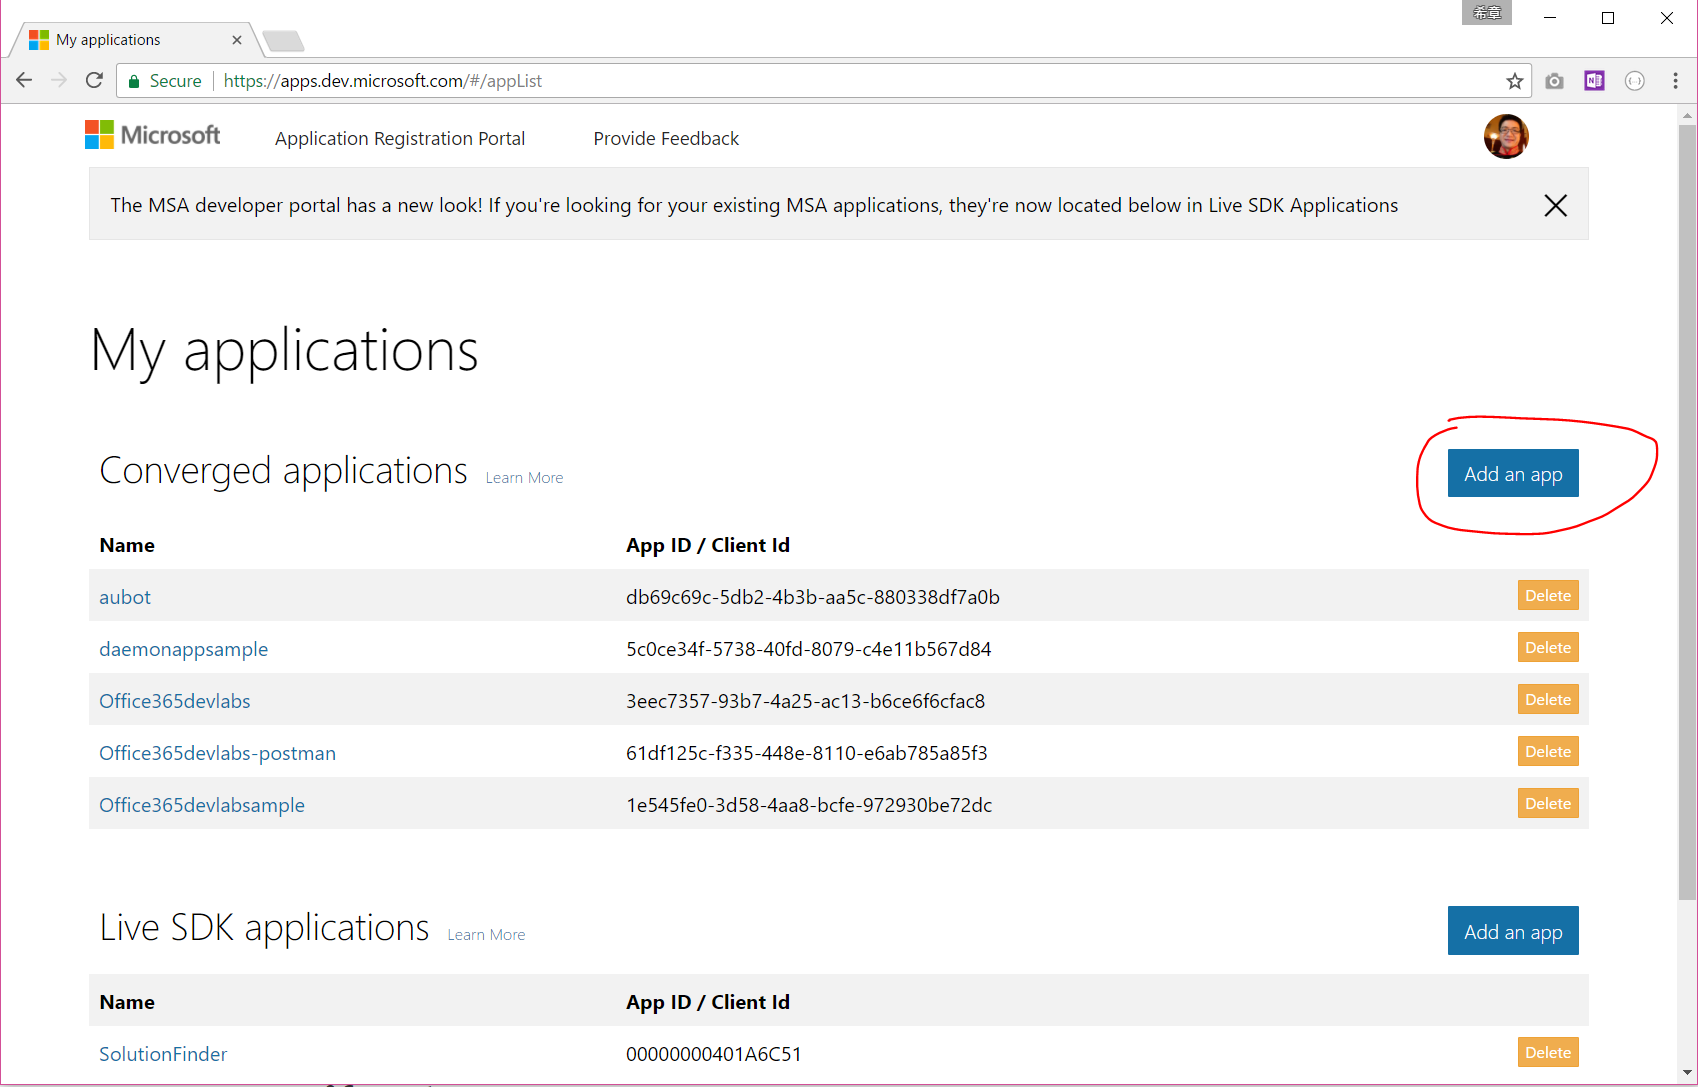 希章
My applications
Secure https://apps.dev.microsoft.com/#/appList
Microsoft Application Registration Portal Provide Feedback
The MSA developer portal has a new look! If you're looking for your existing MSA applications, they're now located below in Live SDK Applications
My applications
Converged applications Learn More Add an app
Name App ID / Client Id
aubot db69c69c-5db2-4b3b-aa5c-880338df7a0b Delete
daemonappsample 5c0ce34f-5738-40fd-8079-c4e11b567d84 Delete
Office365devlabs 3eec7357-93b7-4a25-ac13-b6ce6f6cfac8 Delete
Office365devlabs-postman 61df125c-f335-448e-8110-e6ab785a85f3 Delete
Office365devlabsample 1e545fe0-3d58-4aa8-bcfe-972930be72dc Delete
Live SDK applications Learn More Add an app
Name App ID / Client Id
SolutionFinder 00000000401A6C51 Delete